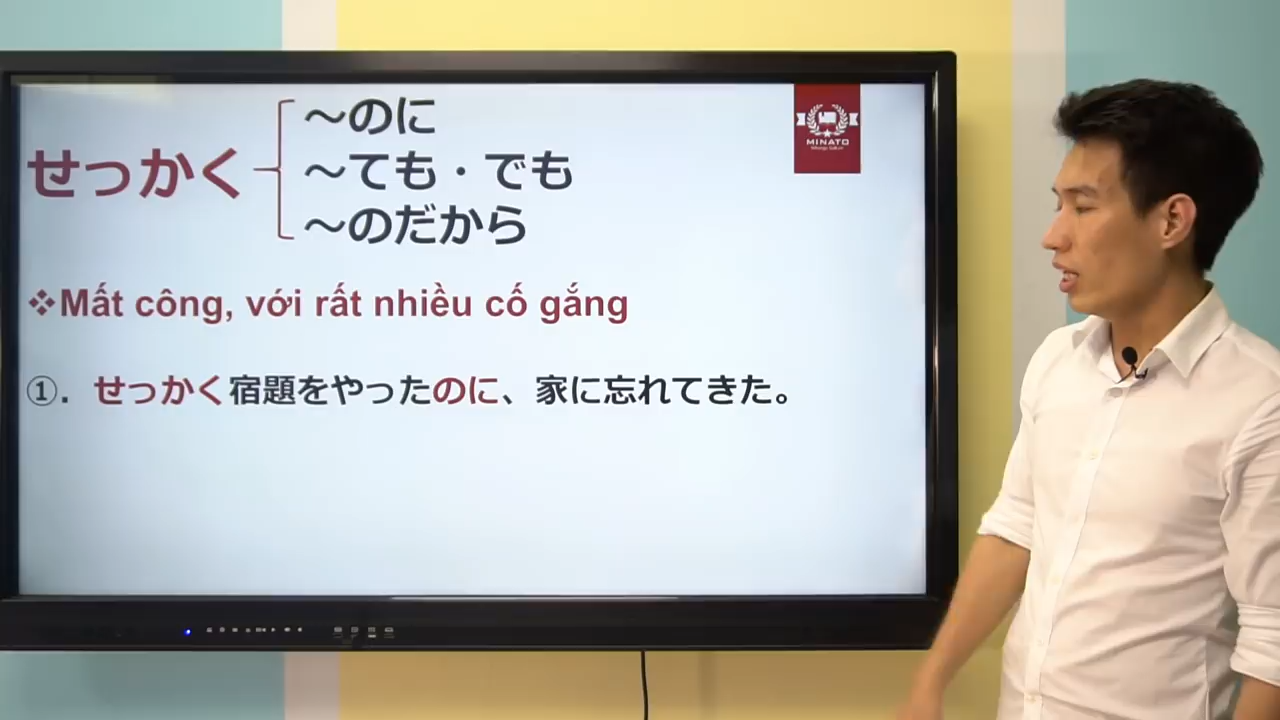 せっかく
~のに
~ても・でも
~のだから
MINATO
❖Mất công, với rất nhiều cố gắng
①. せっかく宿題をやったのに、家に忘れてきた。